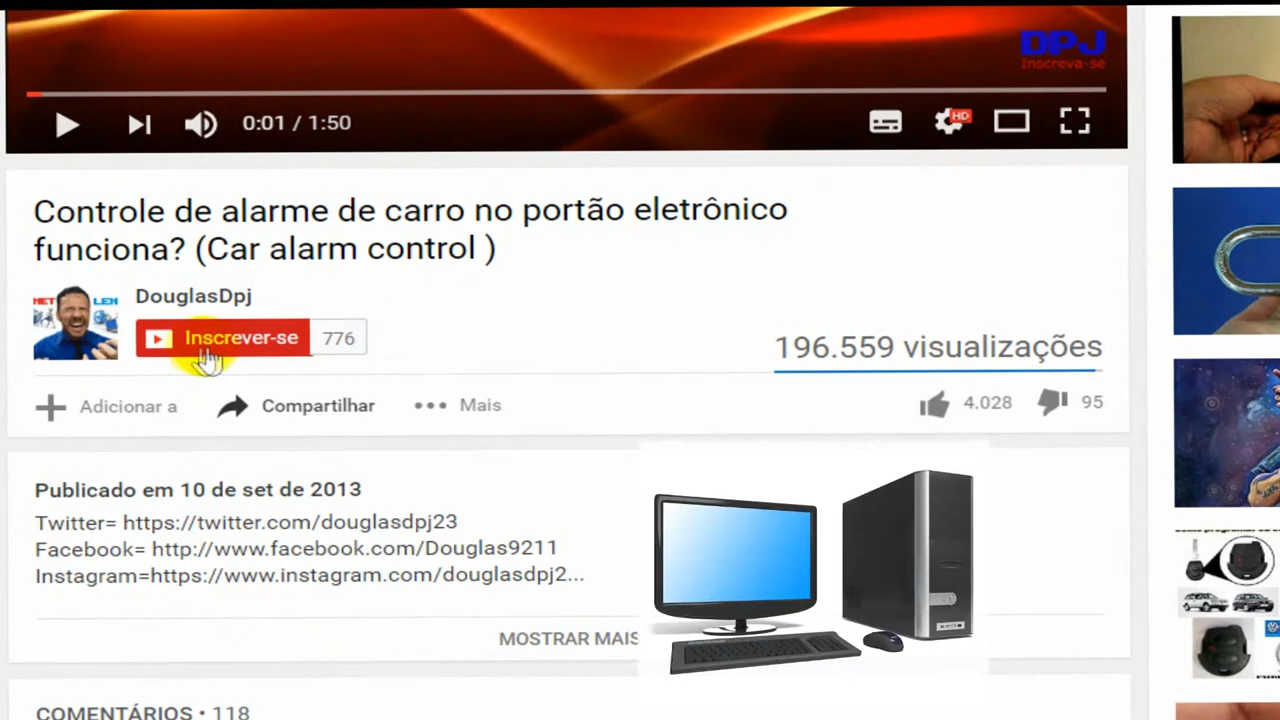 DPJ
Inscreva-se
0:01 / 1:50
HD
Controle de alarme de carro no portão eletrônico
funciona? (Car alarm control )
DouglasDpj
Inscrever-se 776
196.559 visualizações
Adicionar a Compartilhar Mais
4.028 95
Publicado em 10 de set de 2013
Twitter= https://twitter.com/douglasdpj23
Facebook= http://www.facebook.com/Douglas9211
Instagram=https://www.instagram.com/douglasdpj2...
MOSTRAR MAIS
COMENTÁRIOS • 118